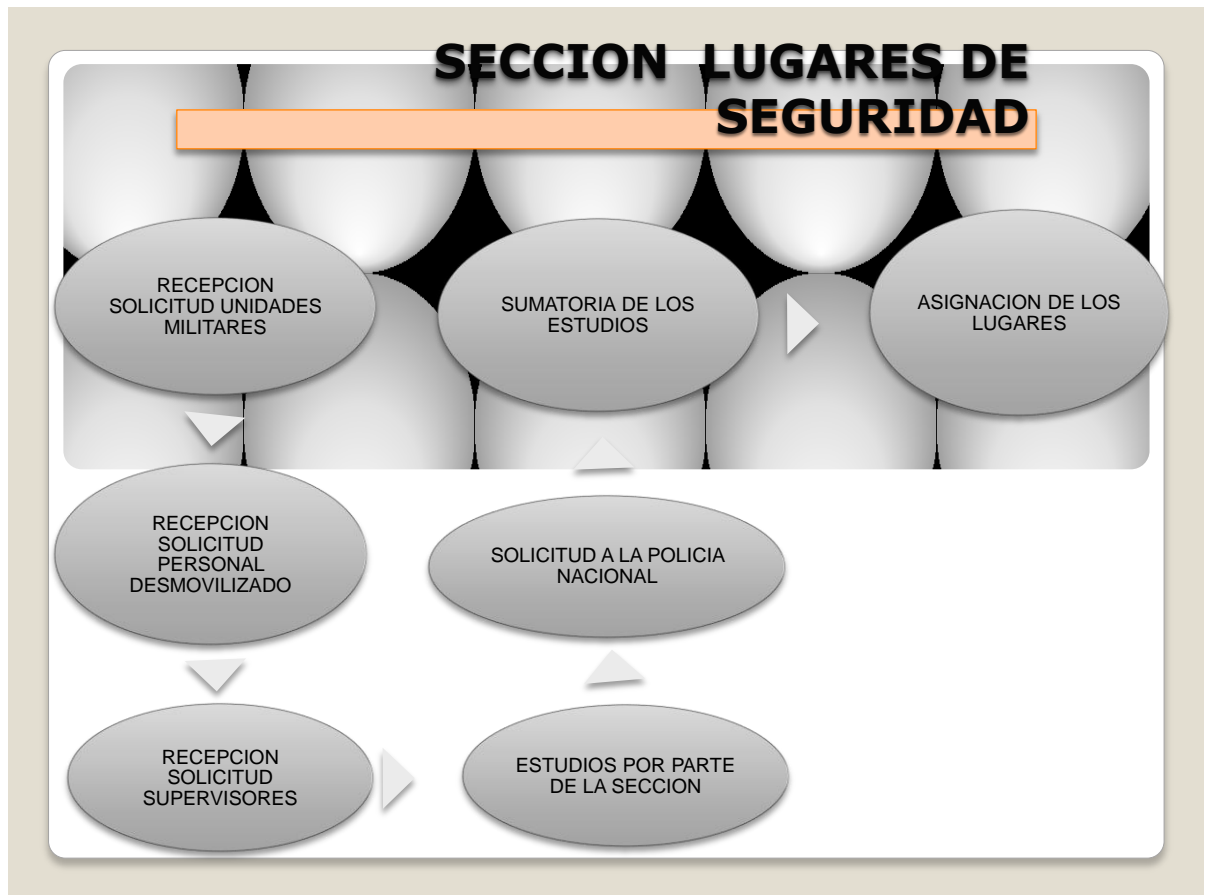 SECCION LUGARES DE
SEGURIDAD
RECEPCION
SOLICITUD UNIDADES
MILITARES
RECEPCION
SOLICITUD
PERSONAL
DESMOVILIZADO
RECEPCION
SOLICITUD
SUPERVISORES
ESTUDIOS POR PARTE
DE LA SECCION
SOLICITUD A LA POLICIA
NACIONAL
SUMATORIA DE LOS
ESTUDIOS
ASIGNACION DE LOS
LUGARES